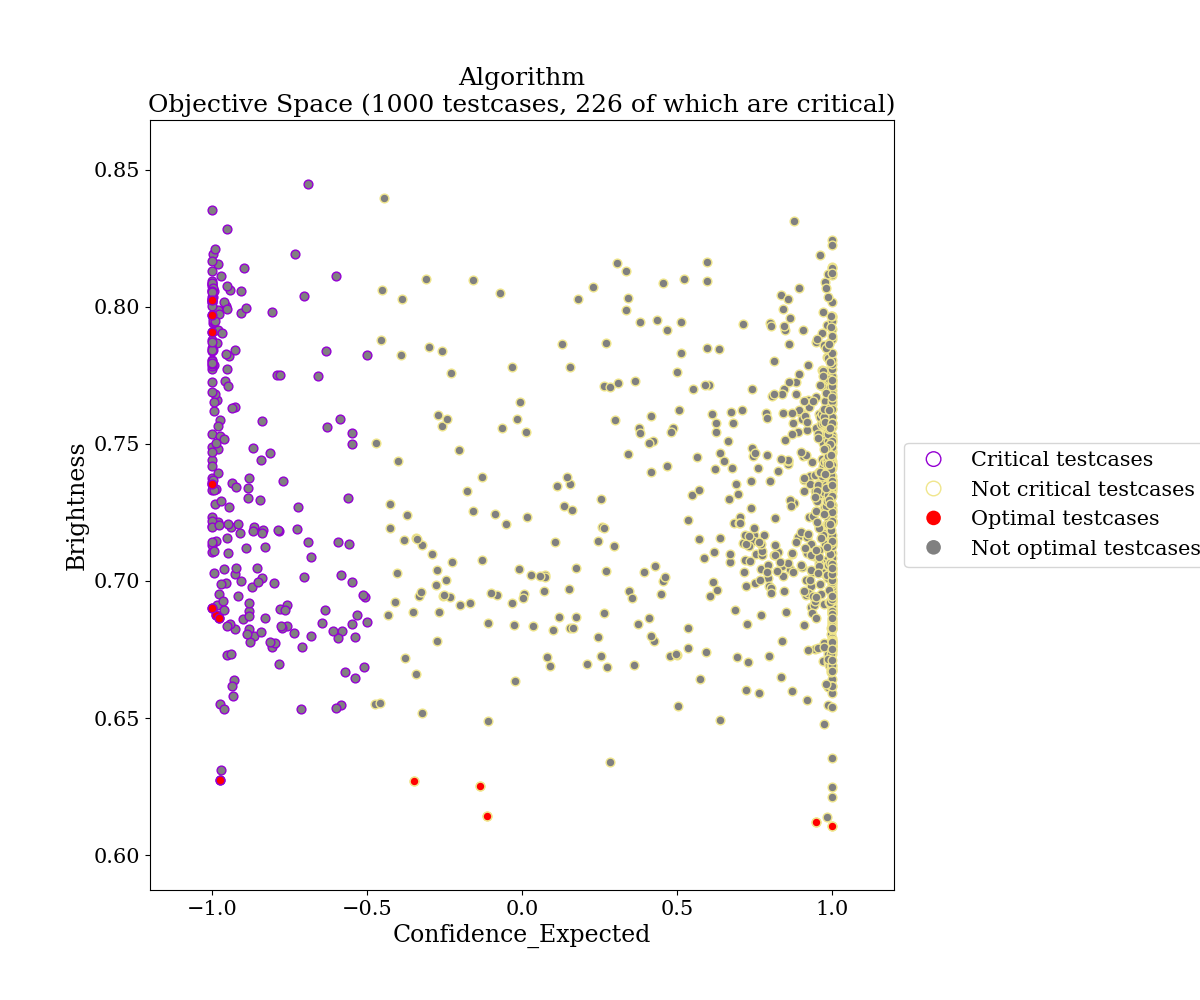 Algorithm
Objective Space (1000 testcases, 226 of which are critical)
0.85
0.80
0.75
0.70
0.65
0.60
Brightness
−1.0
−0.5
0.0
0.5
1.0
Confidence_Expected
Critical testcases
Not critical testcases
Optimal testcases
Not optimal testcases